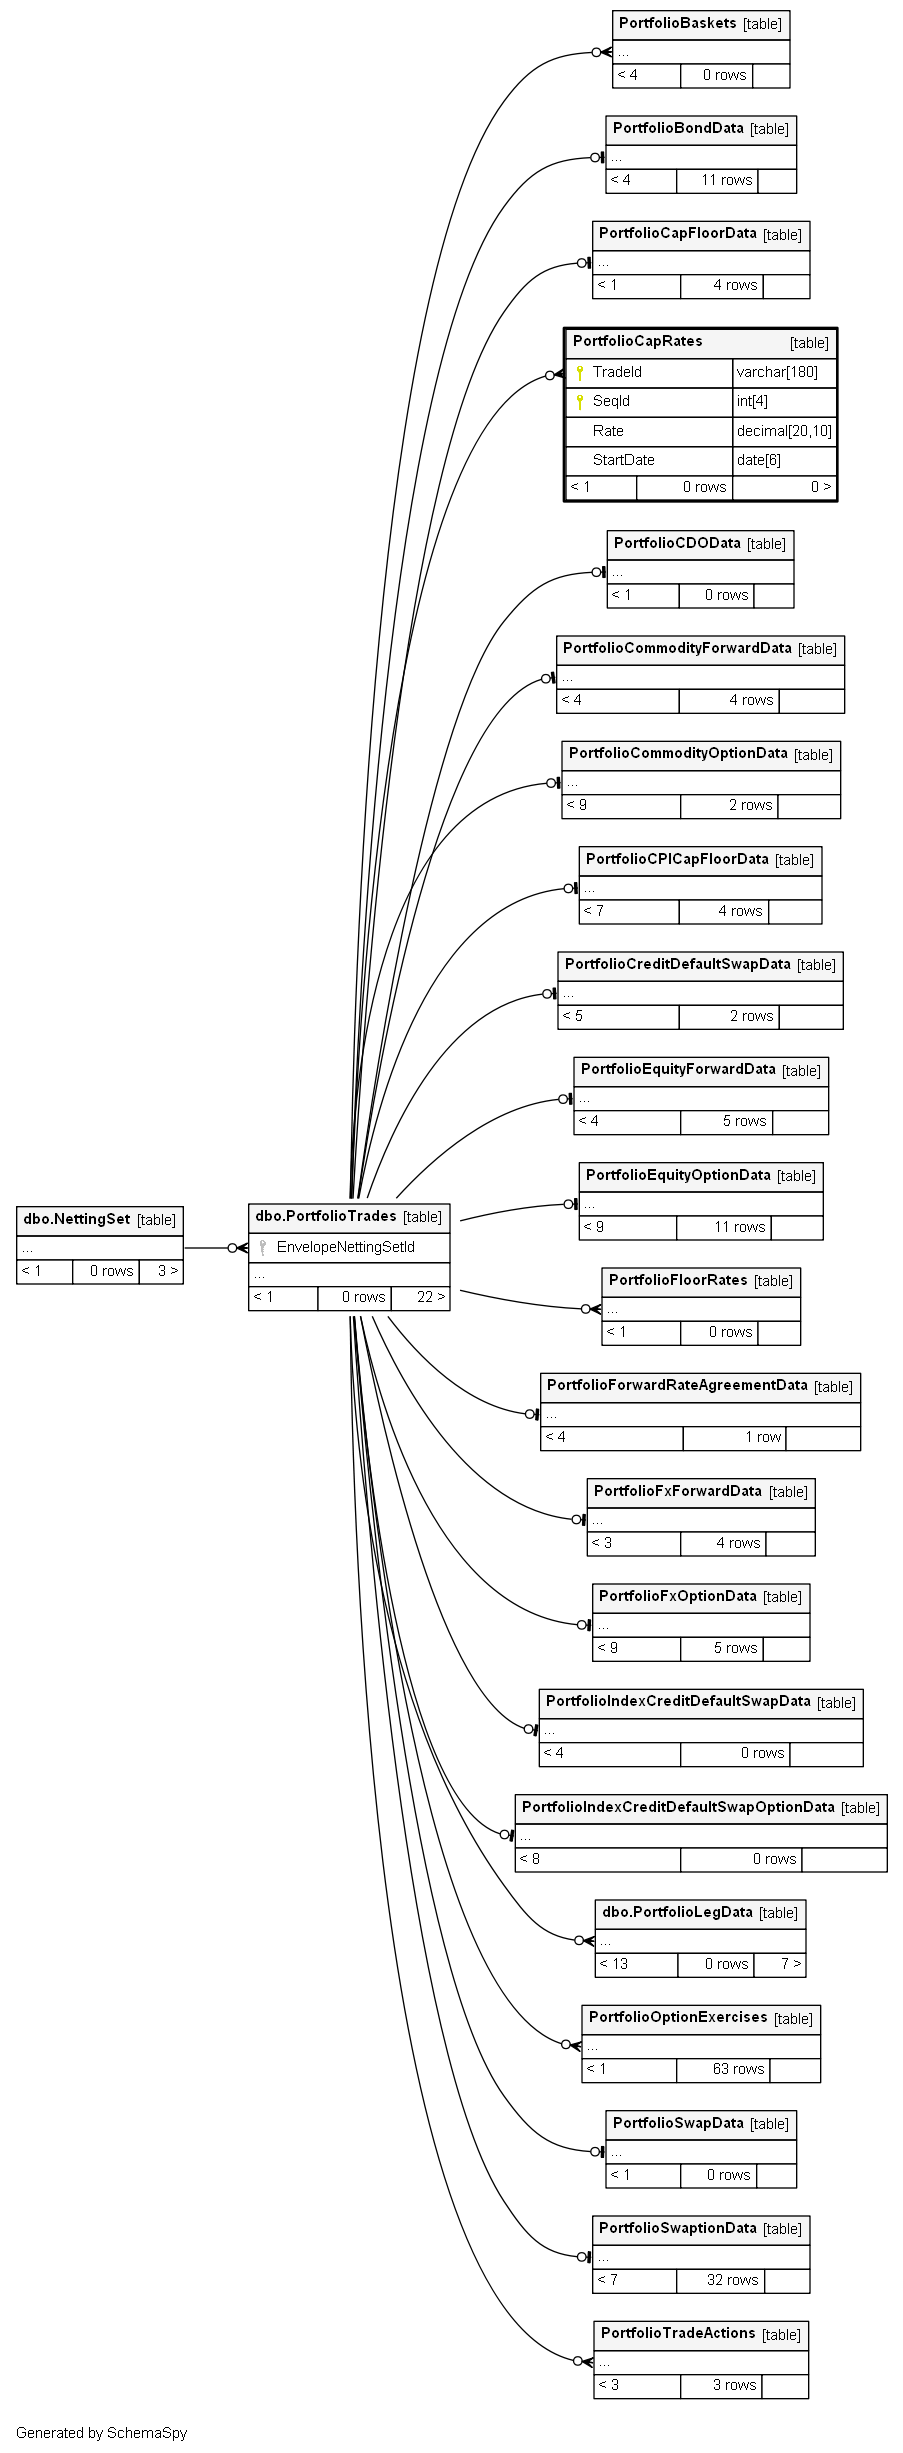 PortfolioBaskets [table]
...
< 4 0 rows
PortfolioBondData [table]
...
< 4 11 rows
PortfolioCapFloorData [table]
...
< 1 4 rows
PortfolioCapRates [table]
TradeId varchar[180]
SeqId int[4]
Rate decimal[20,10]
StartDate date[6]
< 1 0 rows 0 >
PortfolioCDOData [table]
...
< 1 0 rows
PortfolioCommodityForwardData [table]
...
< 4 4 rows
PortfolioCommodityOptionData [table]
...
< 9 2 rows
PortfolioCPICapFloorData [table]
...
< 7 4 rows
PortfolioCreditDefaultSwapData [table]
...
< 5 2 rows
PortfolioEquityForwardData [table]
...
< 4 5 rows
PortfolioEquityOptionData [table]
...
< 9 11 rows
dbo.NettingSet [table]
...
< 1 0 rows 3 >
dbo.PortfolioTrades [table]
EnvelopeNettingSetId
...
< 1 0 rows 22 >
PortfolioFloorRates [table]
...
< 1 0 rows
PortfolioForwardRateAgreementData [table]
...
< 4 1 row
PortfolioFxForwardData [table]
...
< 3 4 rows
PortfolioFxOptionData [table]
...
< 9 5 rows
PortfolioIndexCreditDefaultSwapData [table]
...
< 4 0 rows
PortfolioIndexCreditDefaultSwapOptionData [table]
...
< 8 0 rows
dbo.PortfolioLegData [table]
...
< 13 0 rows 7 >
PortfolioOptionExercises [table]
...
< 1 63 rows
PortfolioSwapData [table]
...
< 1 0 rows
PortfolioSwaptionData [table]
...
< 7 32 rows
PortfolioTradeActions [table]
...
< 3 3 rows
Generated by SchemaSpy